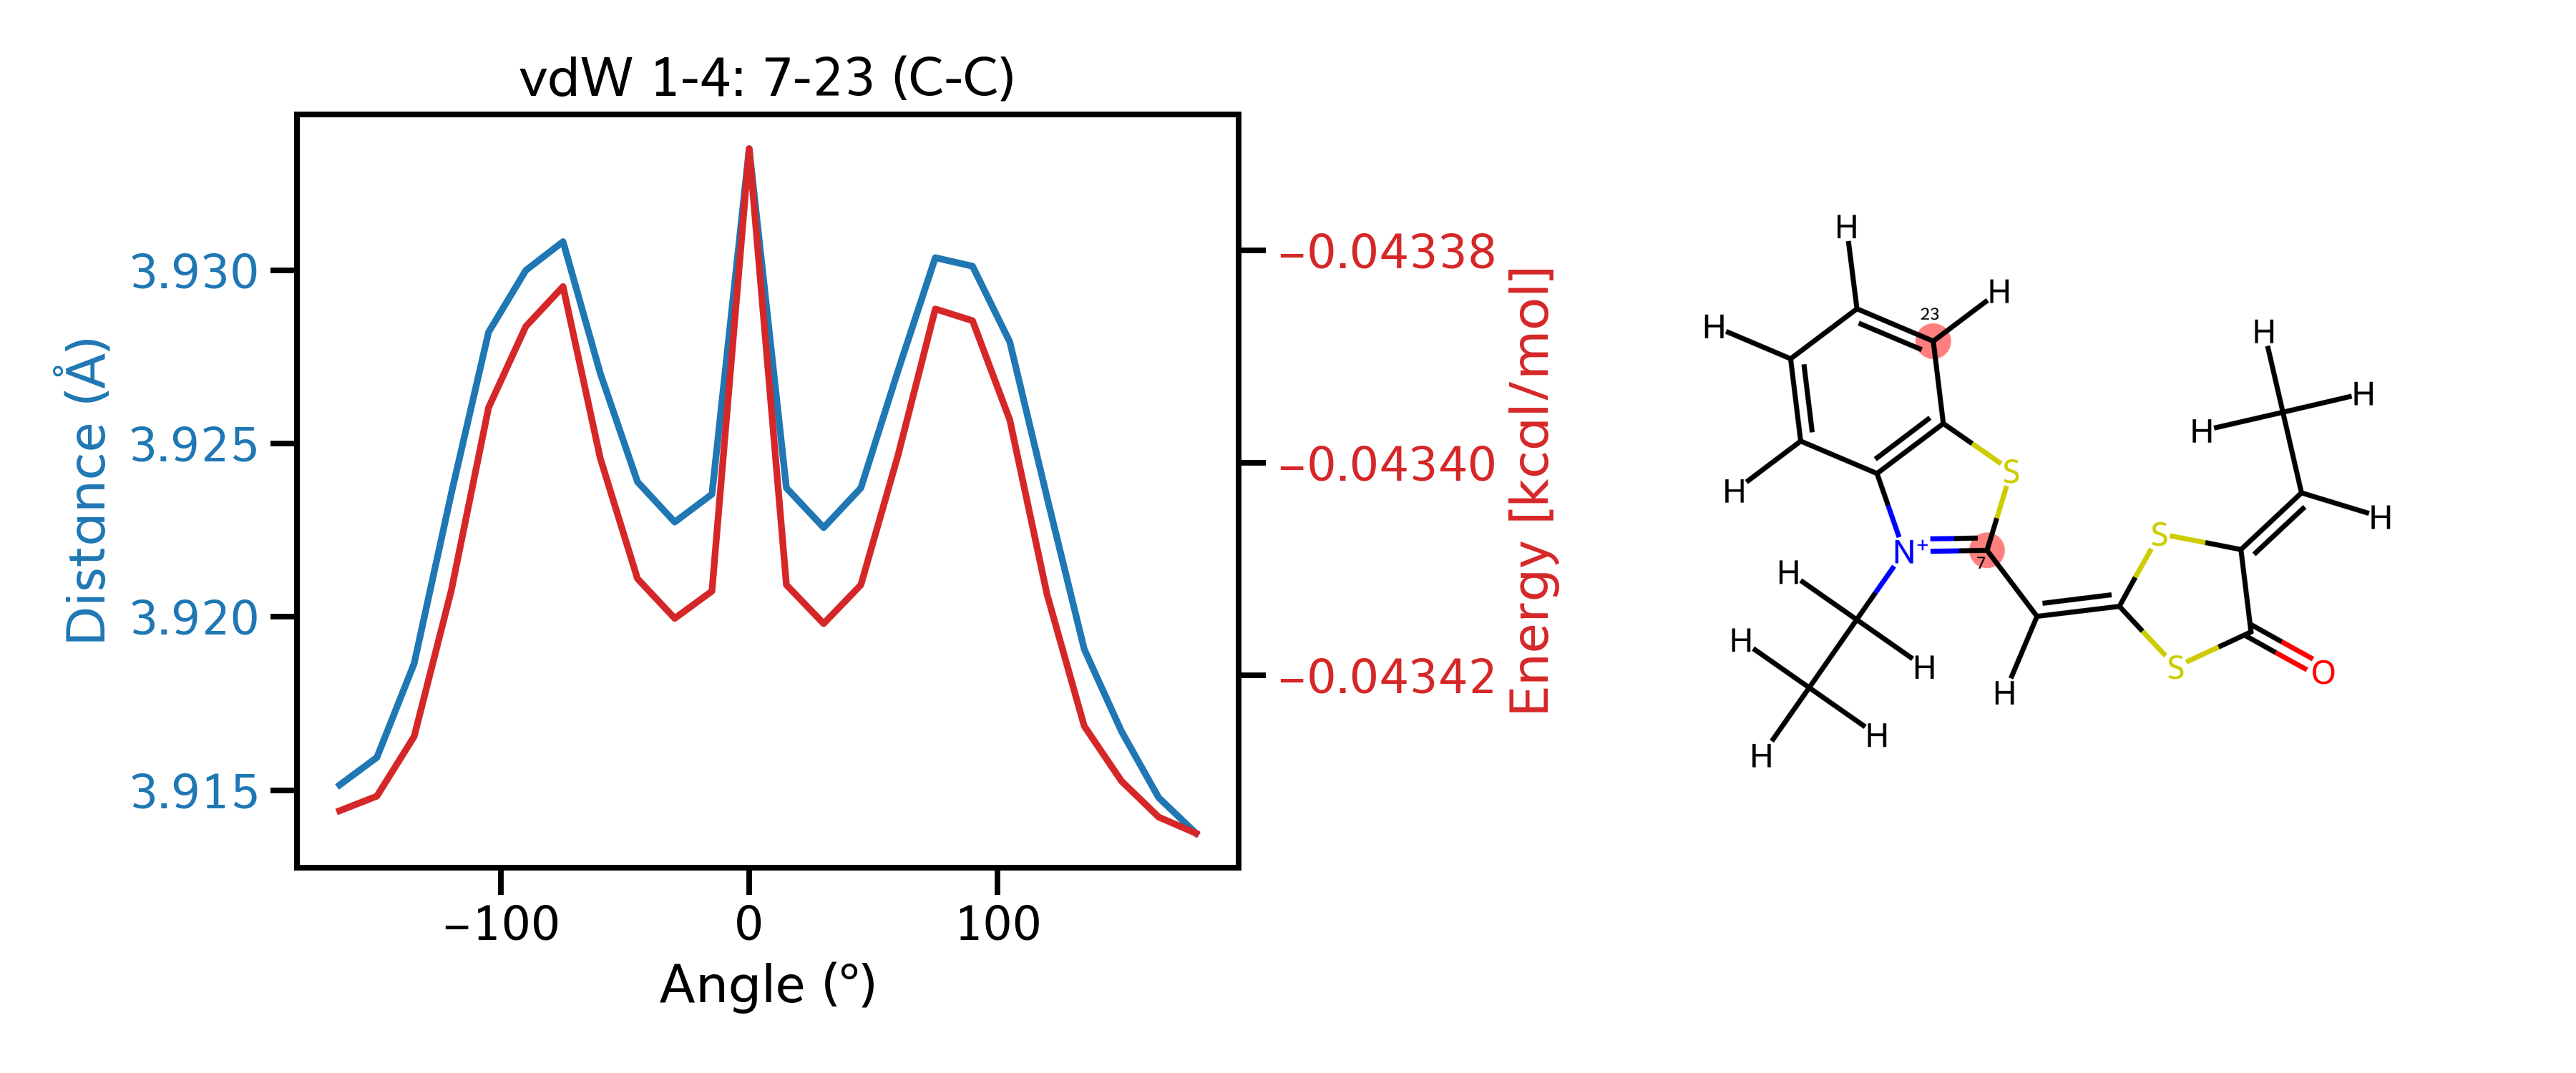 vdW 1-4: 7-23 (C-C)
Distance (Å)
3.930
3.925
3.920
3.915
−100
0
100
Angle (°)
−0.04338
−0.04340
−0.04342
Energy [kcal/mol]
H
H
23
H
H
S
N+
7
H
H
H
H
H
H
H
H
H
H
S
S
O